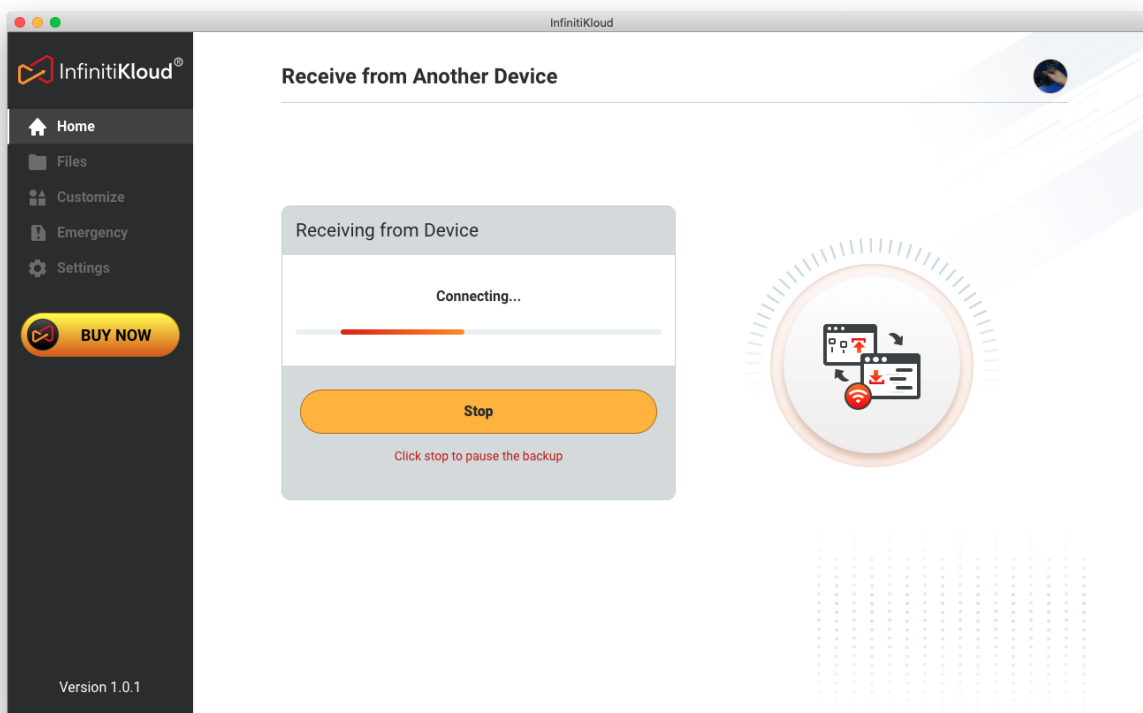 InfinitiKloud
InfinitiKloud®
Receive from Another Device
Home
Files
Customize
Emergency
Settings
BUY NOW
Receiving from Device
Connecting...
Stop
Click stop to pause the backup
Version 1.0.1